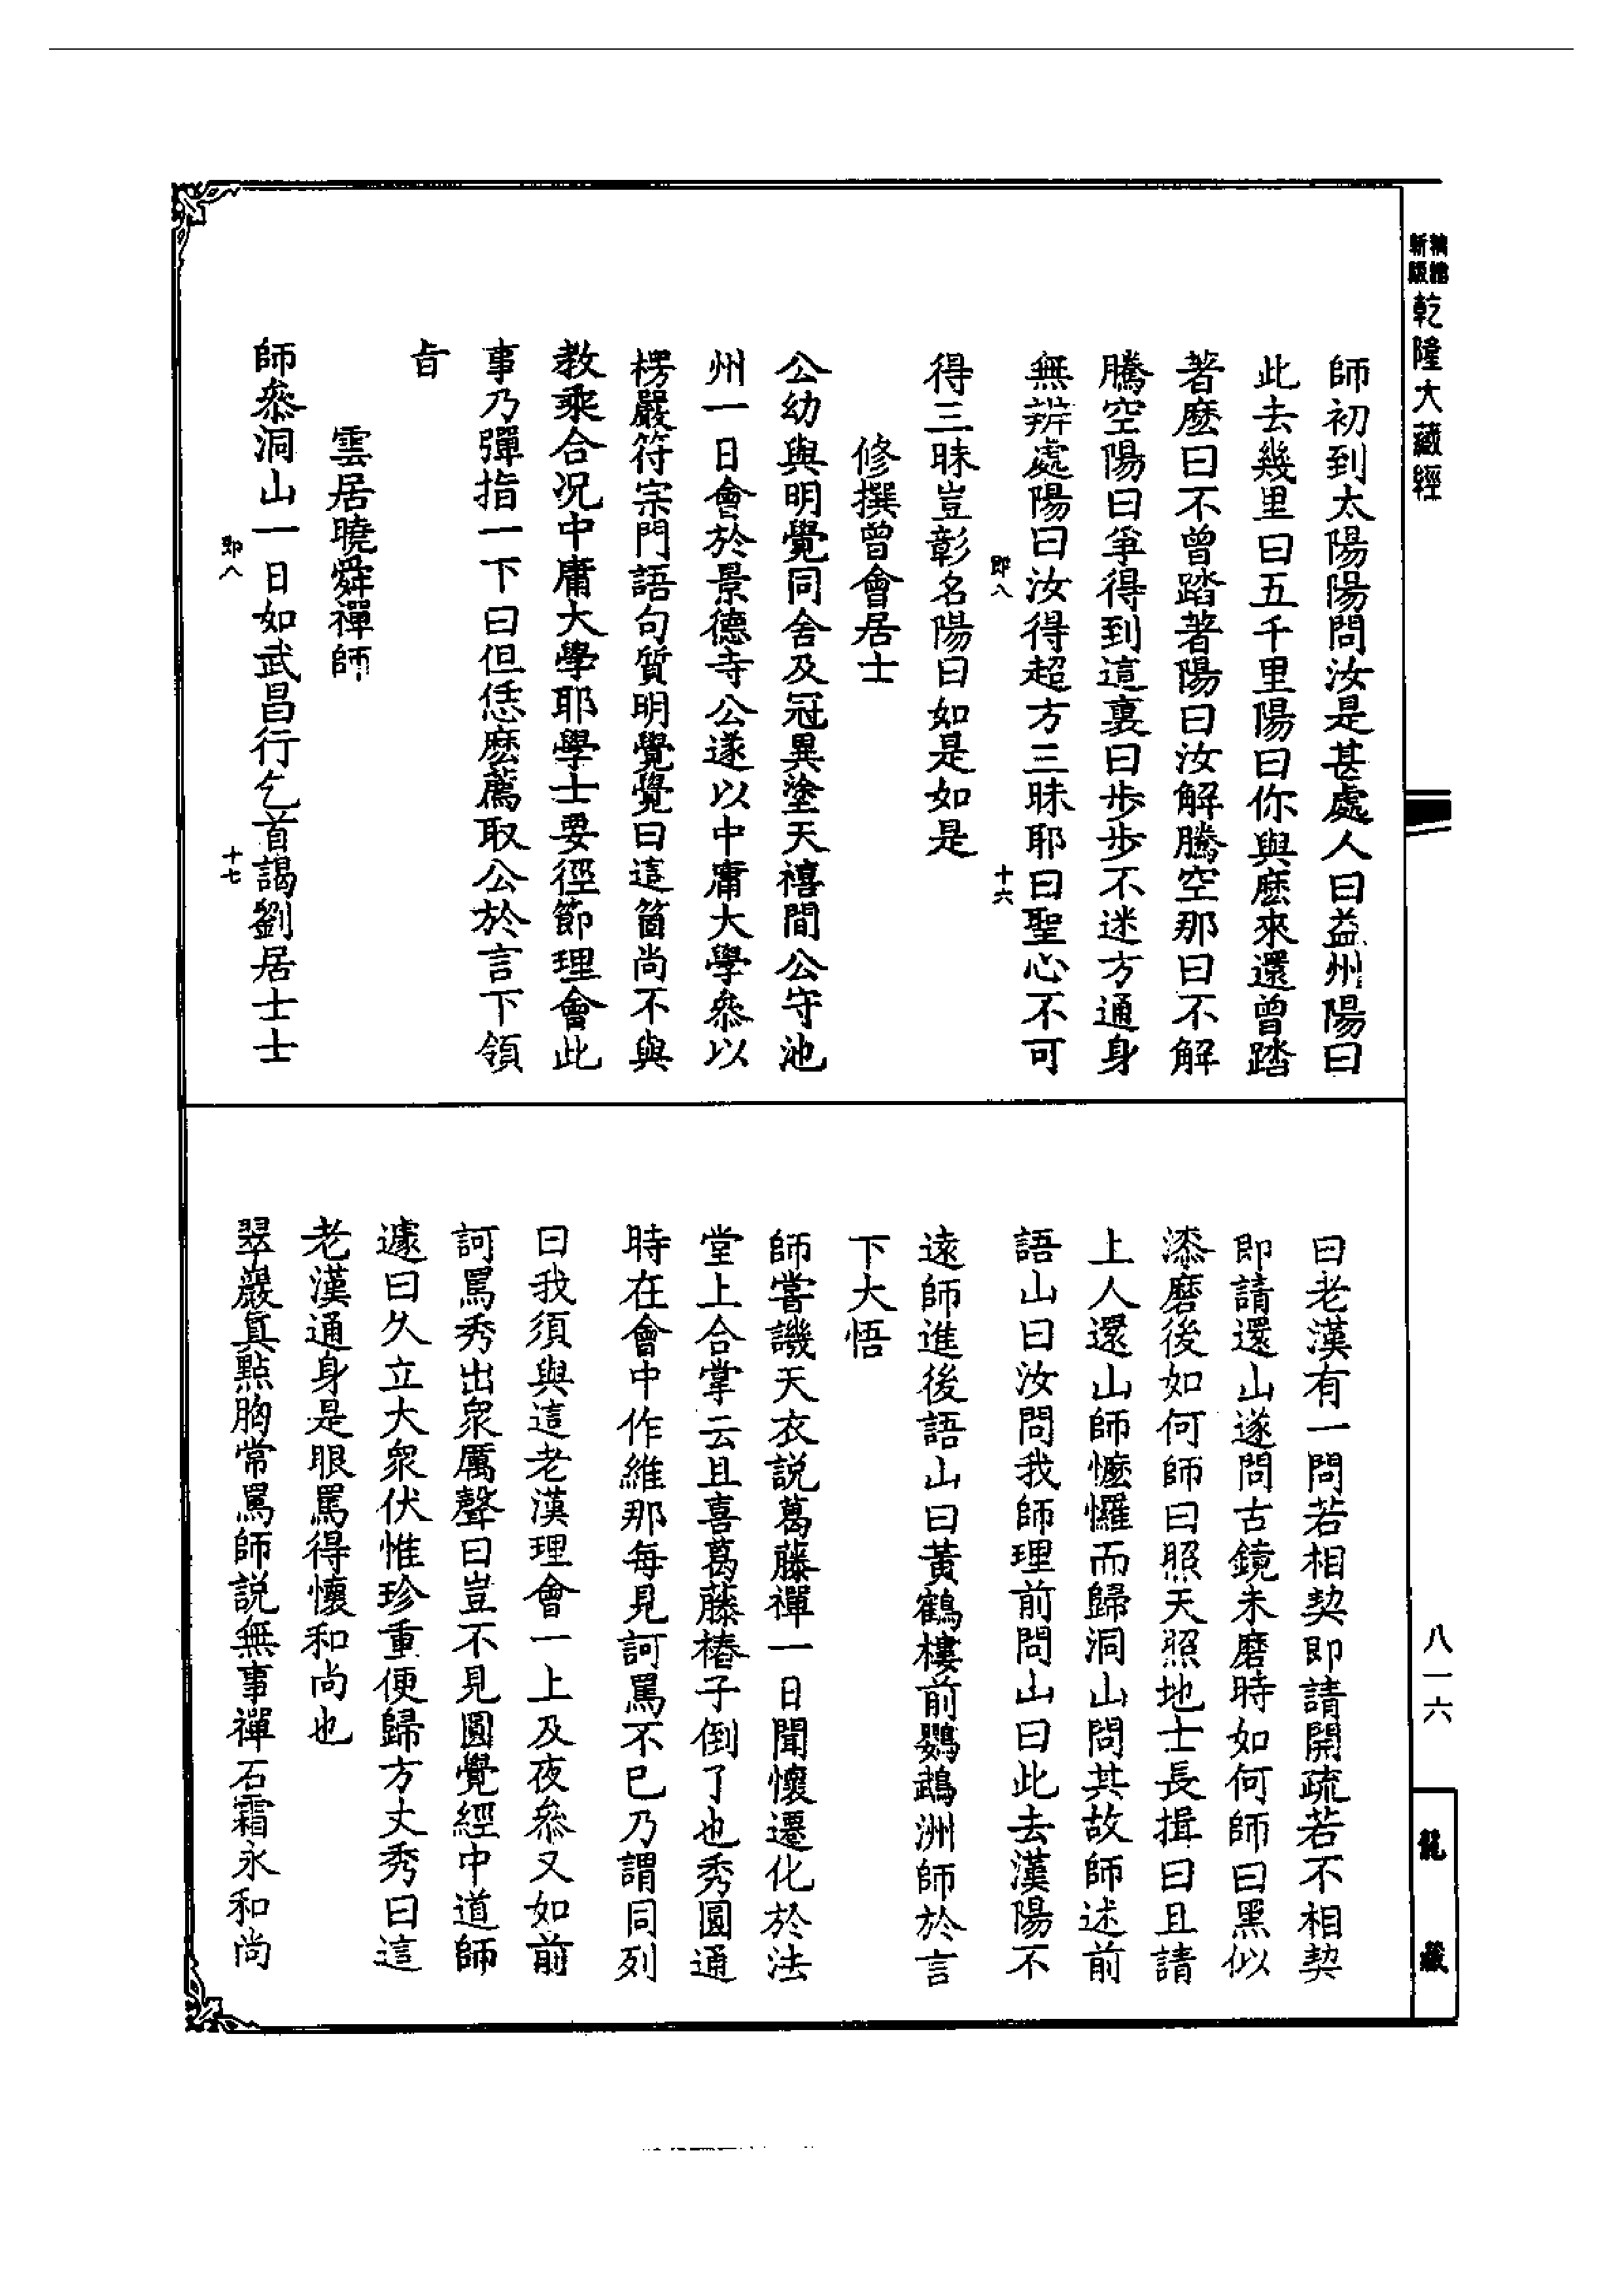 精縮新版
乾隆大藏經
師初到太陽陽問汝是甚處人曰益州陽曰
此去幾里曰五千里陽曰你與麽來還曾踏
著麽曰不曾踏著陽曰汝解騰空那曰不解
騰空陽曰爭得到這裏曰步步不迷方通身
無辨處陽曰汝得超方三昧耶曰聖心不可
即八
十六
得三昧豈彰名陽曰如是如是
修撰曾會居士
公幼與明覺同舍及冠異塗天禧間公守池
州一日會於景德寺公遂以中庸大學叅以
楞嚴符宗門語句質明覺覺曰這箇尚不與
教乘合况中庸大學耶學士要徑節理會此
事乃彈指一下曰但恁麽薦取公於言下領
旨
雲居曉舜禪師
師叅洞山一日如武昌行乞首謁劉居士士
即八
十七
曰老漢有一問若相契即請開疏若不相契
即請還山遂問古鏡未磨時如何師曰黑似
漆磨後如何師曰照天照地士長揖曰且請
上人還山師懡㦬而歸洞山問其故師述前
語山曰汝問我師理前問山曰此去漢陽不
遠師進後語山曰黃鶴樓前鸚鵡洲師於言
下大悟
師嘗譏天衣說葛藤禪一日聞懷遷化於法
堂上合掌云且喜葛藤樁子倒了也秀圓通
時在會中作維那每見訶罵不已乃謂同列
曰我須與這老漢理會一上及夜叅又如前
訶罵秀出衆厲聲曰豈不見圓覺經中道師
遽曰久立大衆伏惟珍重便歸方丈秀曰這
老漢通身是眼罵得懷和尚也
翠巖真點胸常罵師說無事禪石霜永和尚
八一六
龍藏